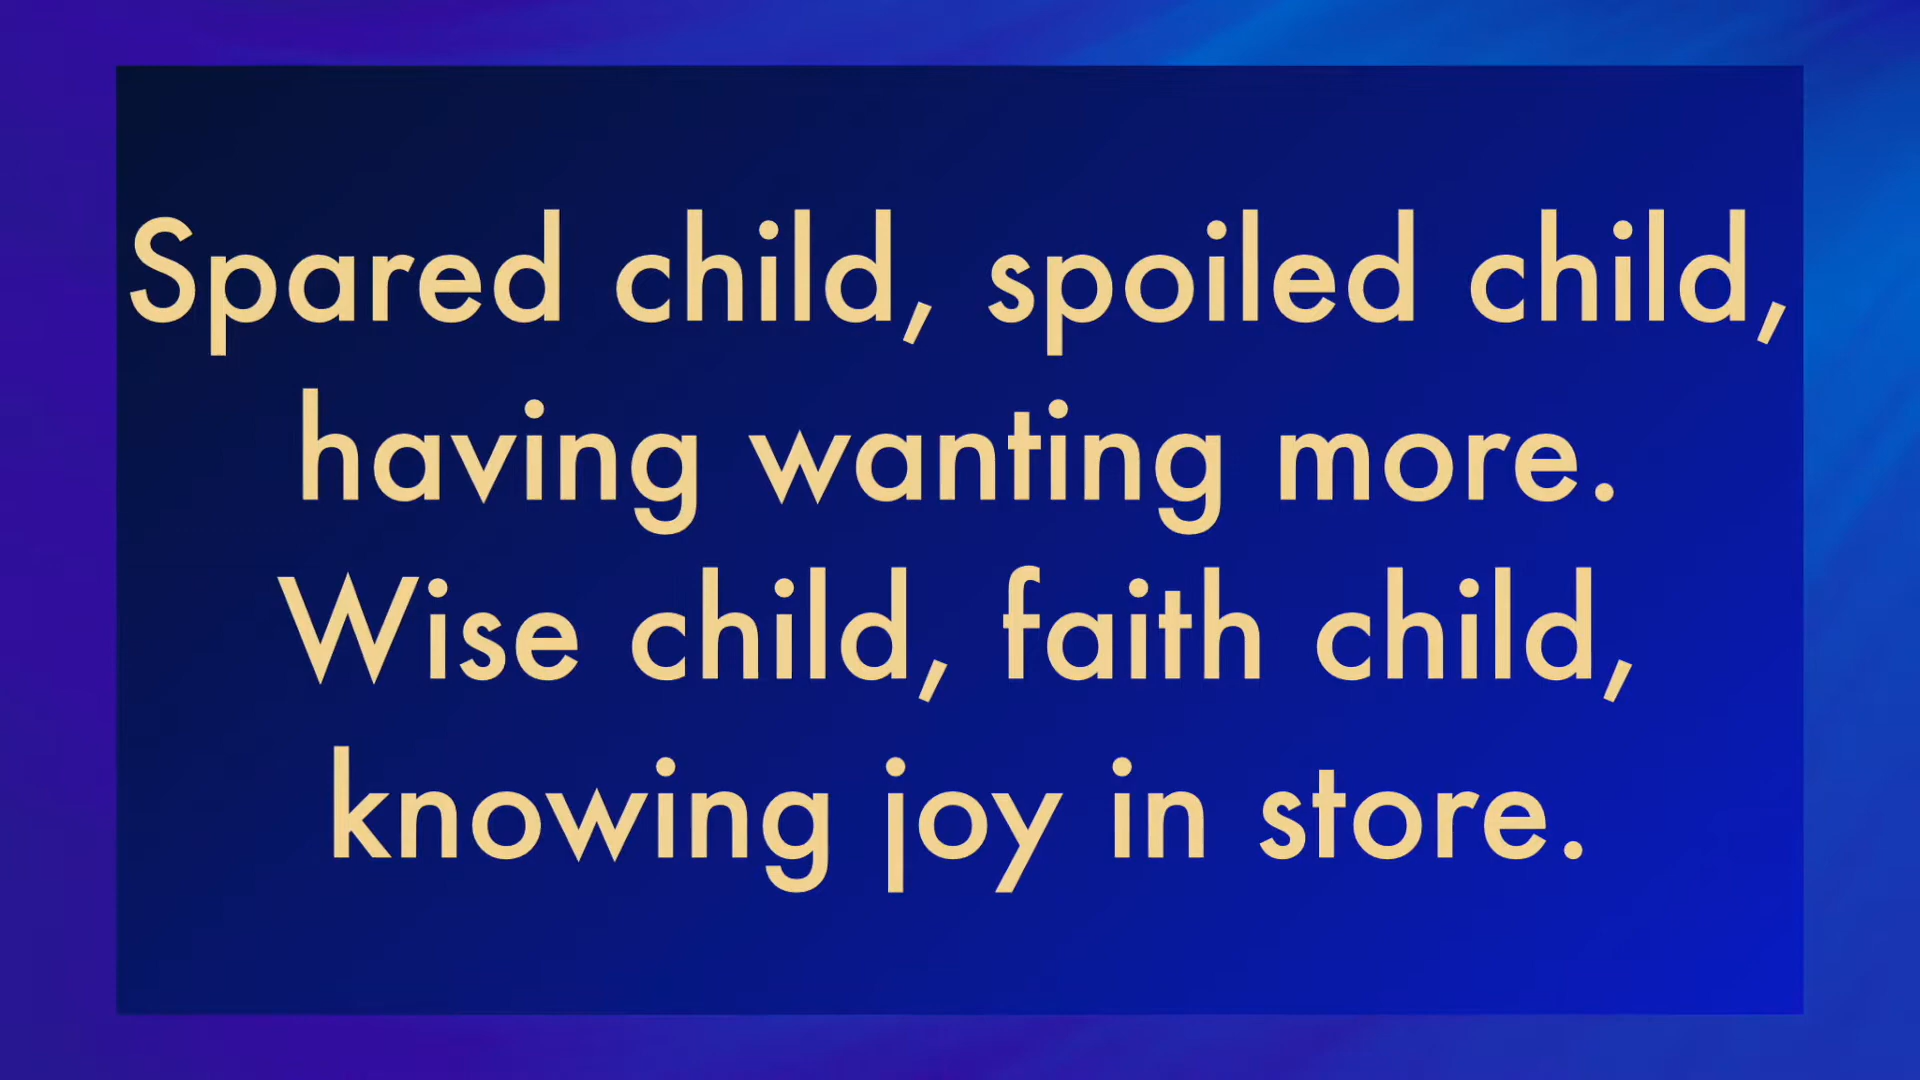 Spared child, spoiled child,
having wanting more.
Wise child, faith child,
knowing joy in store.